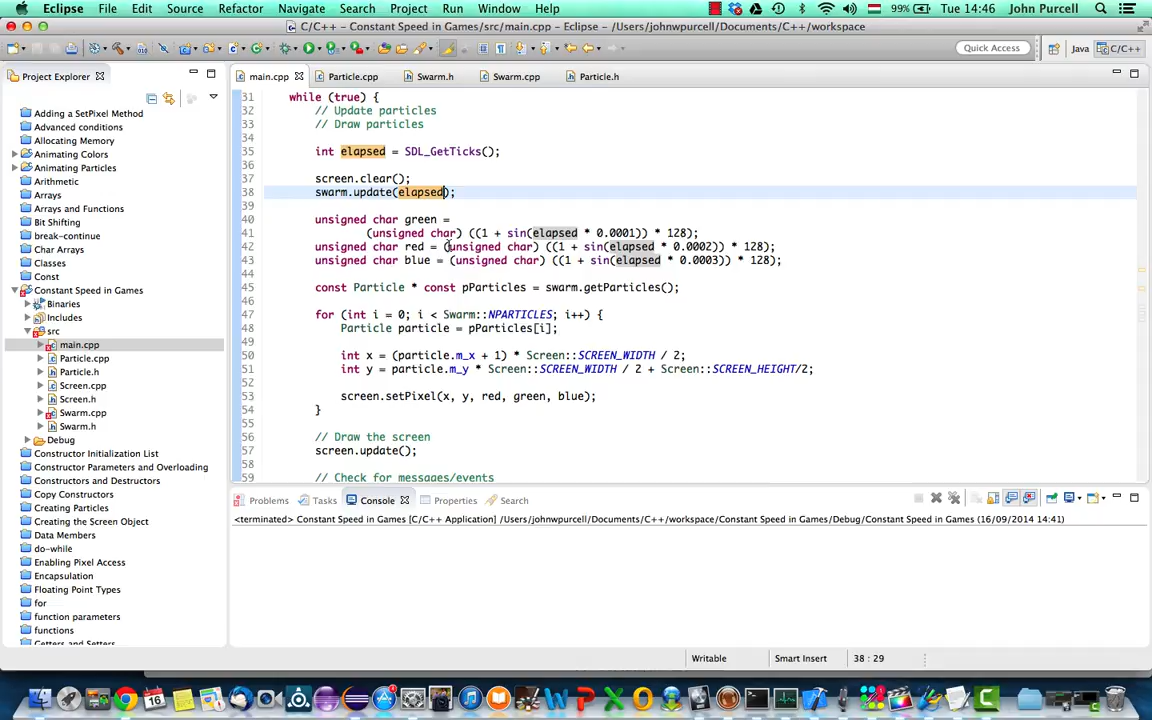 Eclipse File Edit Source Refactor Navigate Search Project Run Window Help 99% Tue 14:46 John Purcell
C/C++ - Constant Speed in Games/src/main.cpp - Eclipse - /Users/johnwpurcell/Documents/C++/workspace
Quick Access Java C/C++
Project Explorer
main.cpp Particle.cpp Swarm.h Swarm.cpp Particle.h
Adding a SetPixel Method
Advanced conditions
Allocating Memory
Animating Colors
Animating Particles
Arithmetic
Arrays
Arrays and Functions
Bit Shifting
break-continue
Char Arrays
Classes
Const
Constant Speed in Games
Binaries
Includes
src
main.cpp
Particle.cpp
Particle.h
Screen.cpp
Screen.h
Swarm.cpp
Swarm.h
Debug
Constructor Initialization List
Constructor Parameters and Overloading
Constructors and Destructors
Copy Constructors
Creating Particles
Creating the Screen Object
Data Members
do-while
Enabling Pixel Access
Encapsulation
Floating Point Types
for
function parameters
functions
Getters and Setters
31 while (true) {
32 // Update particles
33 // Draw particles
34
35 int elapsed = SDL_GetTicks();
36
37 screen.clear();
38 swarm.update(elapsed);
39
40 unsigned char green =
41 (unsigned char) ((1 + sin(elapsed * 0.0001)) * 128);
42 unsigned char red = (unsigned char) ((1 + sin(elapsed * 0.0002)) * 128);
43 unsigned char blue = (unsigned char) ((1 + sin(elapsed * 0.0003)) * 128);
44
45 const Particle * const pParticles = swarm.getParticles();
46
47 for (int i = 0; i < Swarm::NPARTICLES; i++) {
48 Particle particle = pParticles[i];
49
50 int x = (particle.m_x + 1) * Screen::SCREEN_WIDTH / 2;
51 int y = particle.m_y * Screen::SCREEN_WIDTH / 2 + Screen::SCREEN_HEIGHT/2;
52
53 screen.setPixel(x, y, red, green, blue);
54 }
55
56 // Draw the screen
57 screen.update();
58
59 // Check for messages/events
Problems Tasks Console Properties Search
<terminated> Constant Speed in Games [C/C++ Application] /Users/johnwpurcell/Documents/C++/workspace/Constant Speed in Games/Debug/Constant Speed in Games (16/09/2014 14:41)
Writable Smart Insert 38 : 29